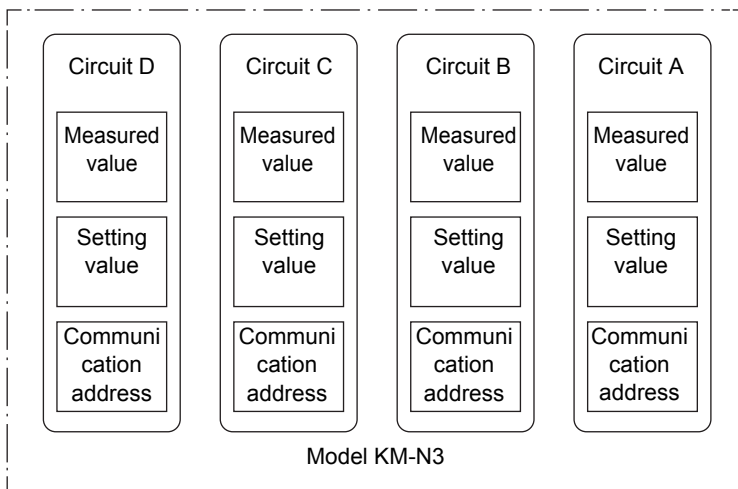 Circuit D
Measured
value
Setting
value
Communi
cation
address
Circuit C
Measured
value
Setting
value
Communi
cation
address
Circuit B
Measured
value
Setting
value
Communi
cation
address
Circuit A
Measured
value
Setting
value
Communi
cation
address
Model KM-N3